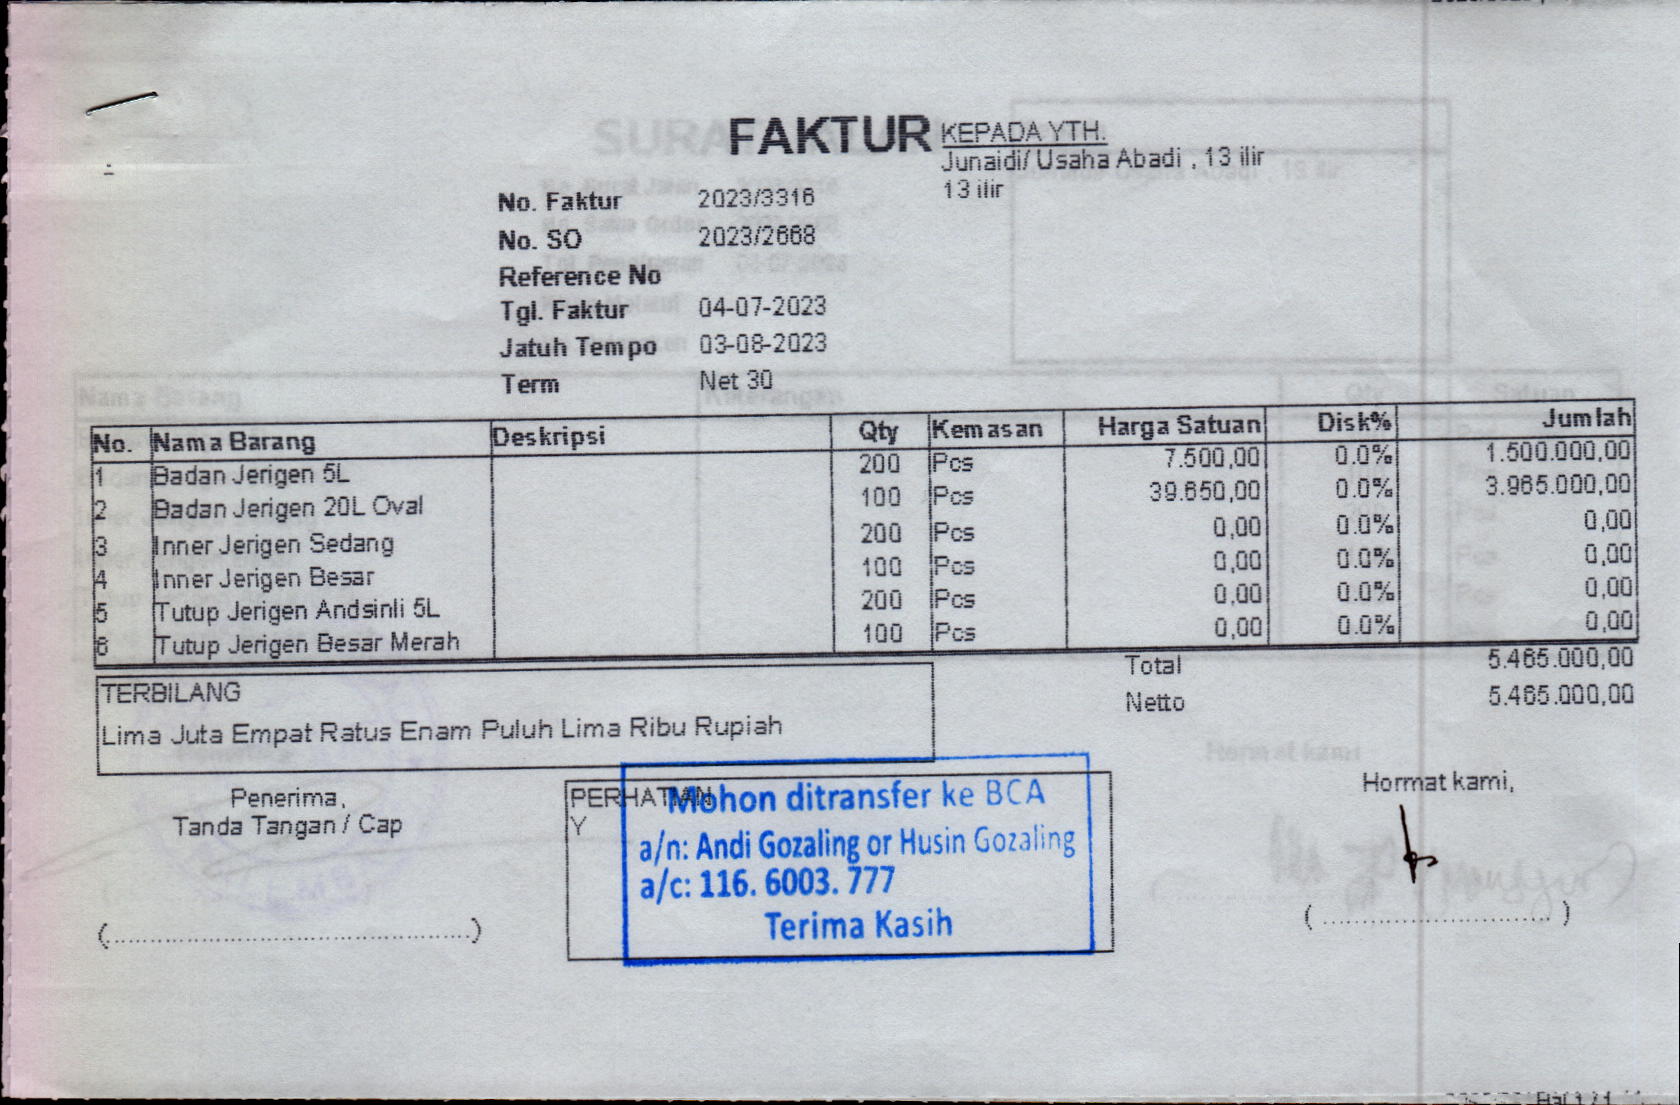 FAKTUR
KEPADA YTH.
Junaidi/ Usaha Abadi , 13 ilir
13 ilir
No. Faktur 2023/3316
No. SO 2023/2668
Reference No
Tgl. Faktur 04-07-2023
Jatuh Tempo 03-08-2023
Term Net 30
No. Nama Barang Deskripsi Qty Kemasan Harga Satuan Disk% Jumlah
1 Badan Jerigen 5L 200 Pcs 7.500,00 0.0% 1.500.000,00
2 Badan Jerigen 20L Oval 100 Pcs 39.650,00 0.0% 3.965.000,00
3 Inner Jerigen Sedang 200 Pcs 0,00 0.0% 0,00
4 Inner Jerigen Besar 100 Pcs 0,00 0.0% 0,00
5 Tutup Jerigen Andsinli 5L 200 Pcs 0,00 0.0% 0,00
6 Tutup Jerigen Besar Merah 100 Pcs 0,00 0.0% 0,00
Total 5.465.000,00
Netto 5.465.000,00
TERBILANG
Lima Juta Empat Ratus Enam Puluh Lima Ribu Rupiah
Penerima,
Tanda Tangan / Cap
PERHATIAN
Y
Mohon ditransfer ke BCA
a/n: Andi Gozaling or Husin Gozaling
a/c: 116. 6003. 777
Terima Kasih
Hormat kami,
(..........................................)
(..............................)
Hal 1 / 1